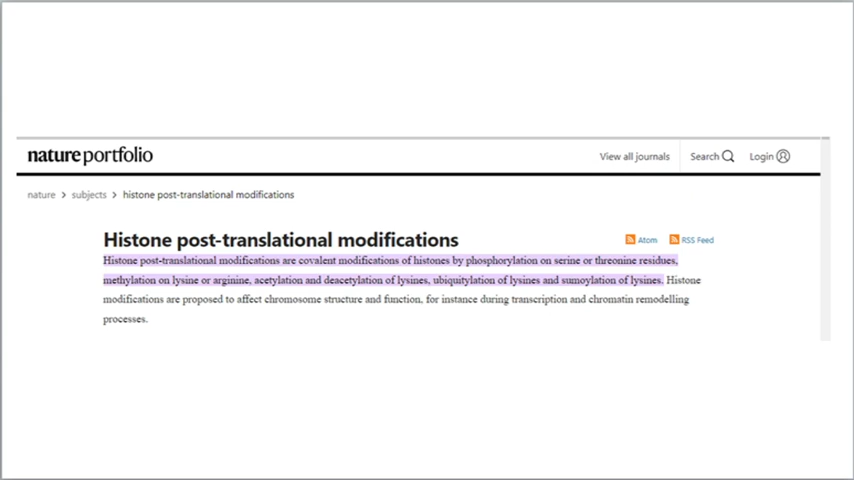 nature portfolio
View all journals
Search
Login
nature > subjects > histone post-translational modifications
Histone post-translational modifications
Atom
RSS Feed
Histone post-translational modifications are covalent modifications of histones by phosphorylation on serine or threonine residues,
methylation on lysine or arginine, acetylation and deacetylation of lysines, ubiquitylation of lysines and sumoylation of lysines. Histone
modifications are proposed to affect chromosome structure and function, for instance during transcription and chromatin remodelling
processes.